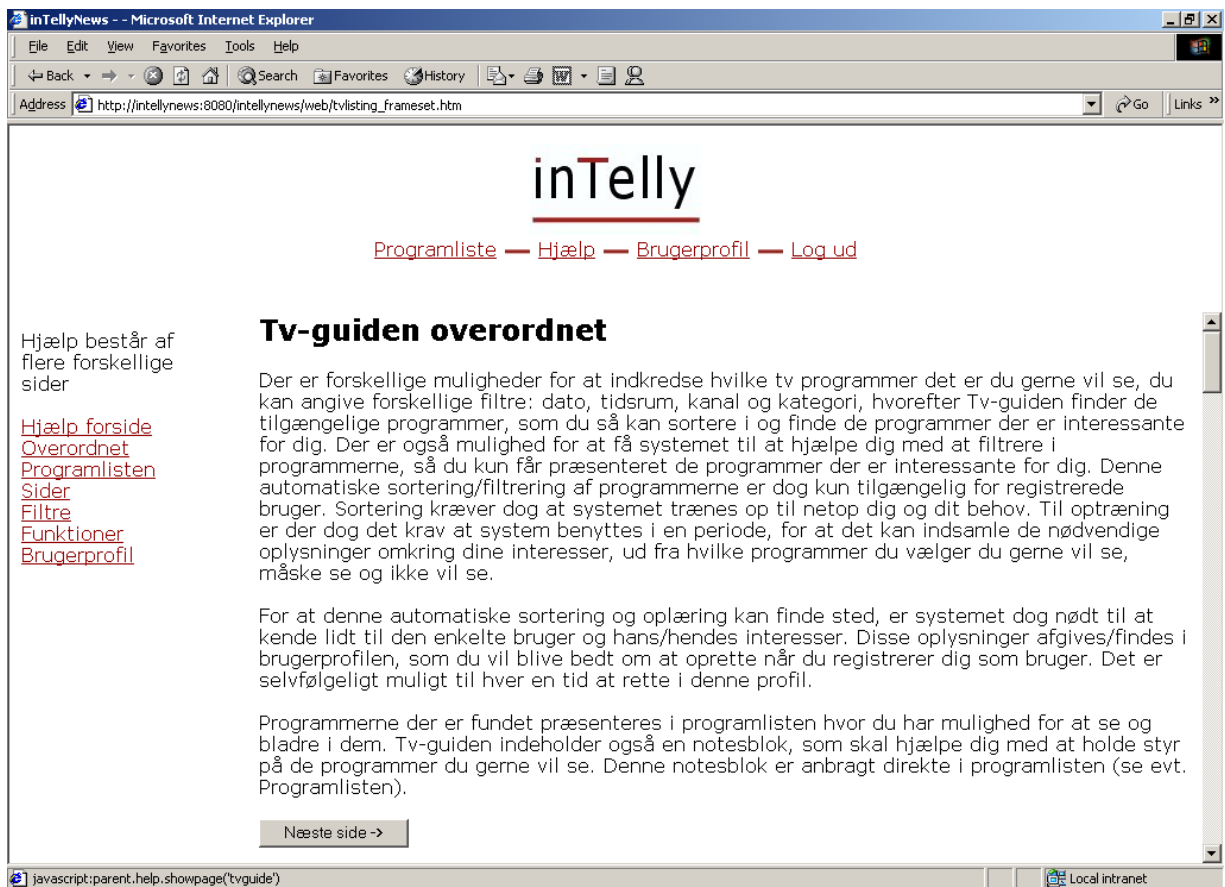 inTellyNews - - Microsoft Internet Explorer
File Edit View Favorites Tools Help
Back Search Favorites History
Address http://intellynews:8080/intellynews/web/tvlisting_frameset.htm Go Links »
inTelly
Programliste — Hjælp — Brugerprofil — Log ud
Hjælp består af
flere forskellige
sider
Hjælp forside
Overordnet
Programlisten
Sider
Filtre
Funktioner
Brugerprofil
Tv-guiden overordnet
Der er forskellige muligheder for at indkredse hvilke tv programmer det er du gerne vil se, du
kan angive forskellige filtre: dato, tidsrum, kanal og kategori, hvorefter Tv-guiden finder de
tilgængelige programmer, som du så kan sortere i og finde de programmer der er interessante
for dig. Der er også mulighed for at få systemet til at hjælpe dig med at filtrere i
programmerne, så du kun får præsenteret de programmer der er interessante for dig. Denne
automatiske sortering/filtrering af programmerne er dog kun tilgængelig for registrerede
bruger. Sortering kræver dog at systemet trænes op til netop dig og dit behov. Til optræning
er der dog det krav at system benyttes i en periode, for at det kan indsamle de nødvendige
oplysninger omkring dine interesser, ud fra hvilke programmer du vælger du gerne vil se,
måske se og ikke vil se.
For at denne automatiske sortering og oplæring kan finde sted, er systemet dog nødt til at
kende lidt til den enkelte bruger og hans/hendes interesser. Disse oplysninger afgives/findes i
brugerprofilen, som du vil blive bedt om at oprette når du registrerer dig som bruger. Det er
selvfølgeligt muligt til hver en tid at rette i denne profil.
Programmerne der er fundet præsenteres i programlisten hvor du har mulighed for at se og
bladre i dem. Tv-guiden indeholder også en notesblok, som skal hjælpe dig med at holde styr
på de programmer du gerne vil se. Denne notesblok er anbragt direkte i programlisten (se evt.
Programlisten).
Næste side ->
javascript:parent.help.showpage('tvguide') Local intranet